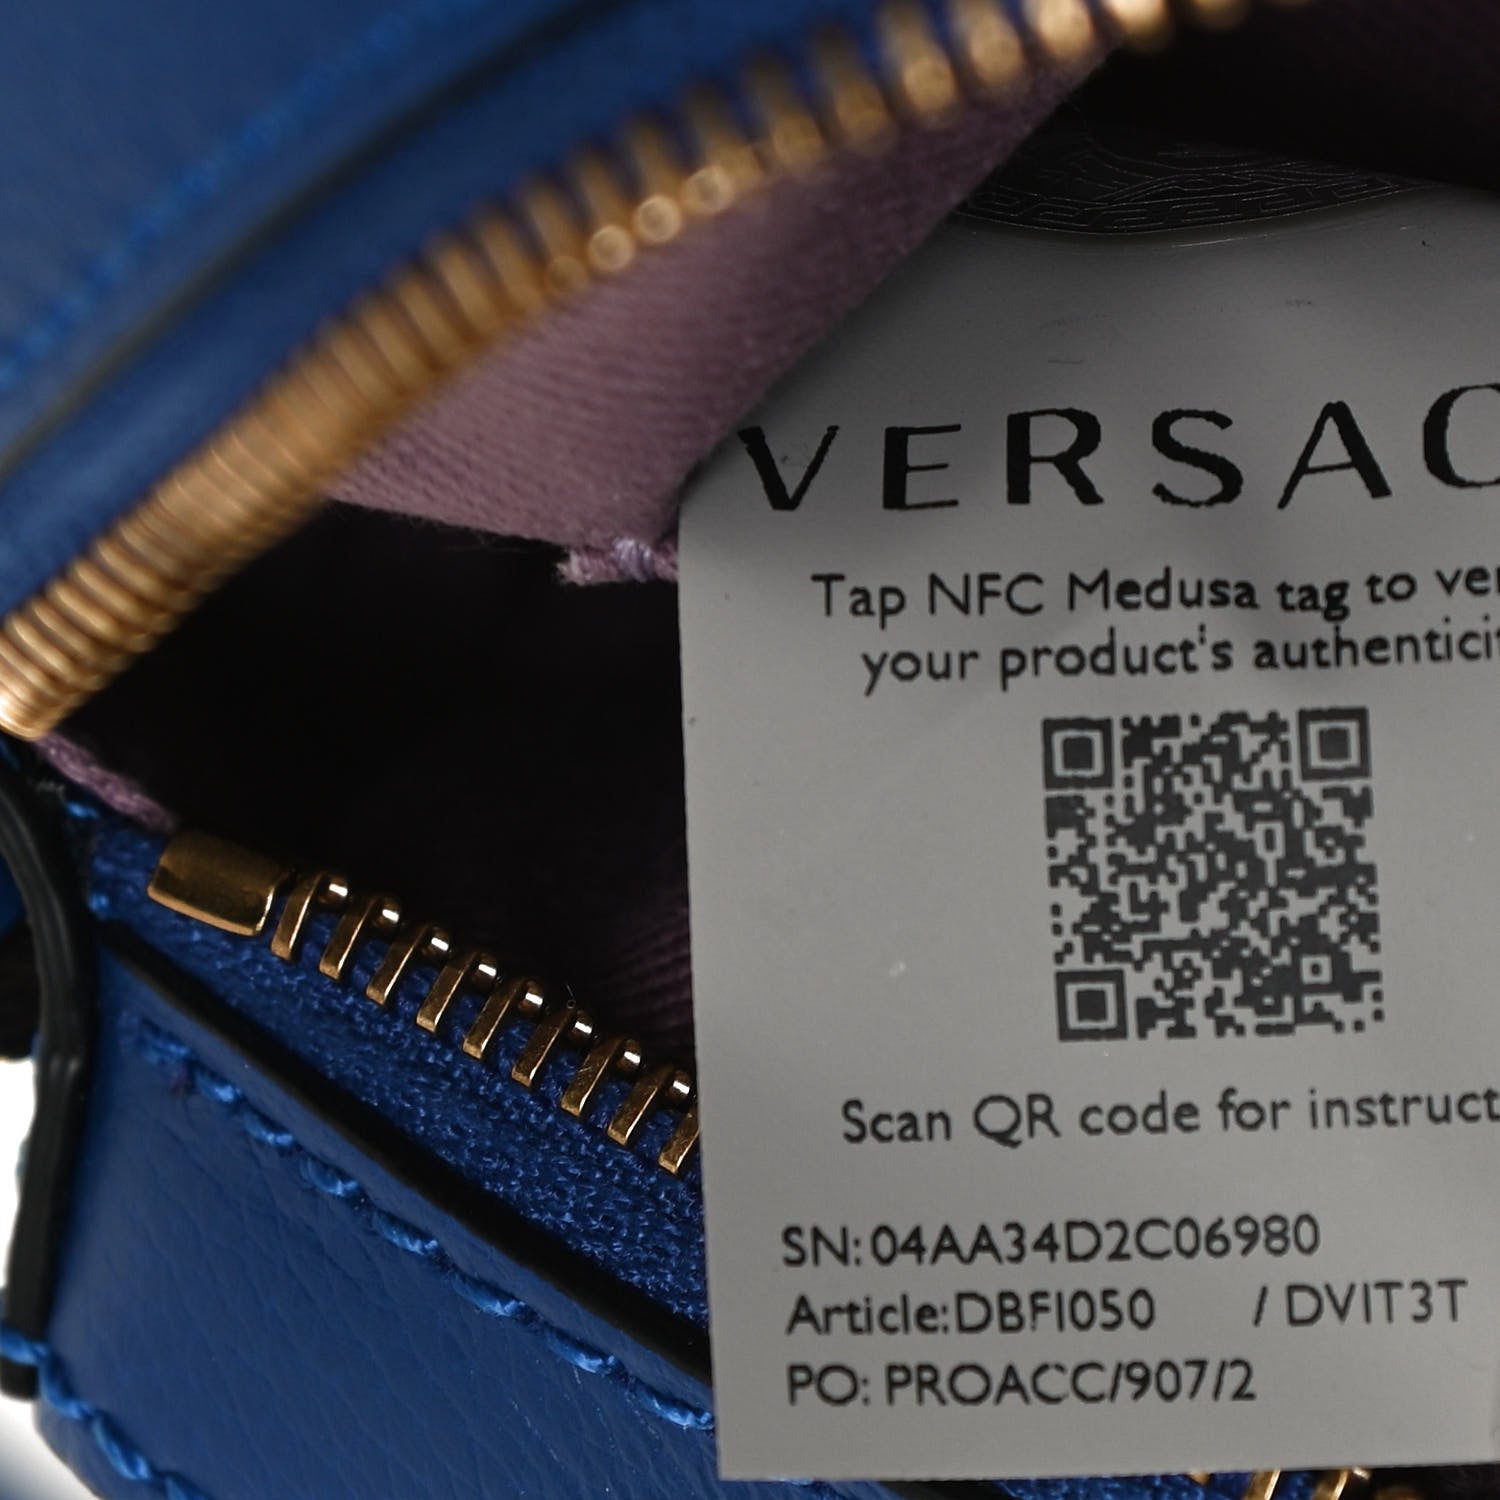 VERSAC
Tap NFC Medusa tag to ver
your product's authenticit
Scan QR code for instruct
SN: 04AA34D2C06980
Article: DBFI050 / DVIT3T
PO: PROACC/907/2